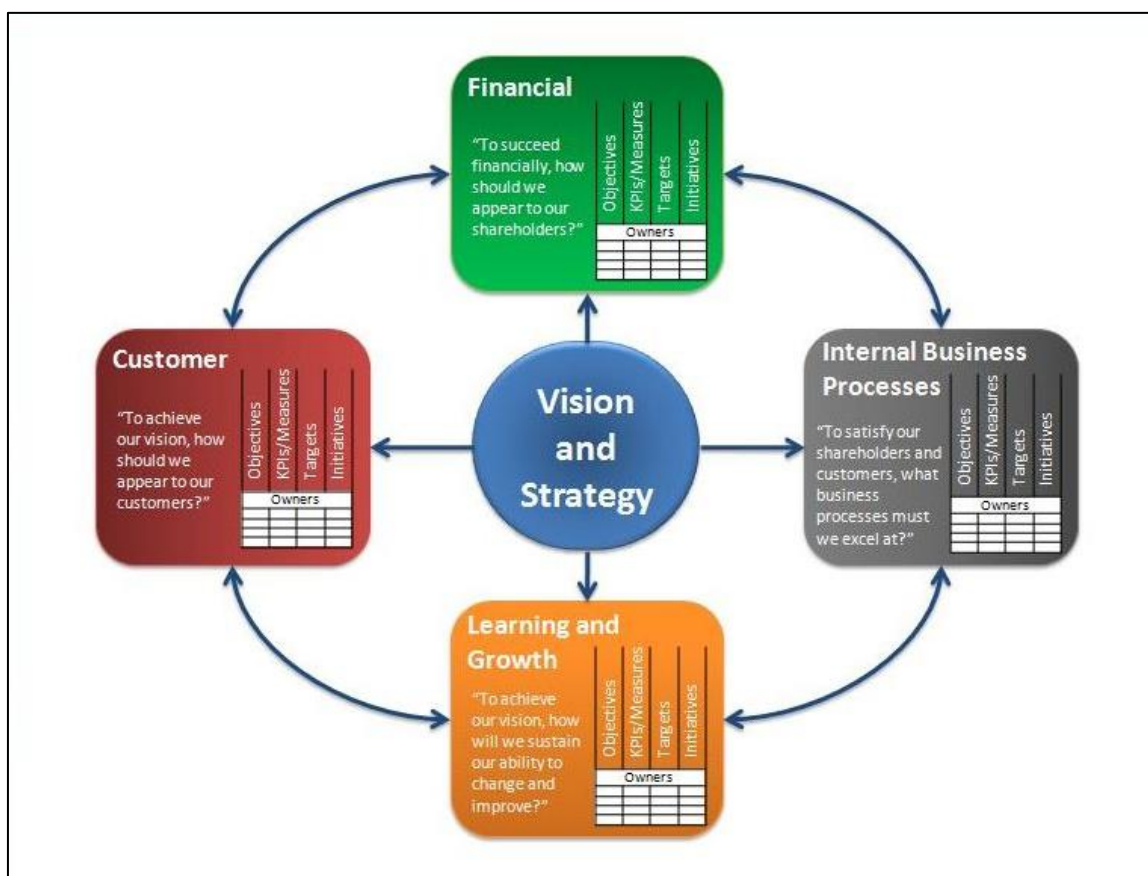 Financial
"To succeed
financially, how
should we
appear to our
shareholders?"
Objectives
KPIs/Measures
Targets
Initiatives
Owners
Customer
"To achieve
our vision, how
should we
appear to our
customers?"
Objectives
KPIs/Measures
Targets
Initiatives
Owners
Vision
and
Strategy
Internal Business
Processes
"To satisfy our
shareholders and
customers, what
business
processes must
we excel at?"
Objectives
KPIs/Measures
Targets
Initiatives
Owners
Learning and
Growth
"To achieve
our vision, how
will we sustain
our ability to
change and
improve?"
Objectives
KPIs/Measures
Targets
Initiatives
Owners